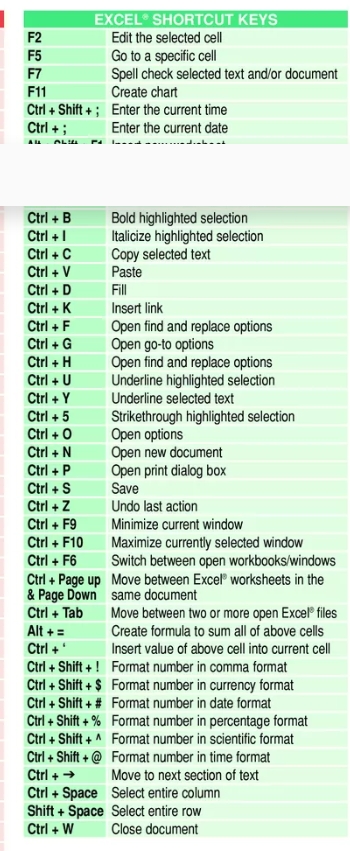 EXCEL® SHORTCUT KEYS
F2 Edit the selected cell
F5 Go to a specific cell
F7 Spell check selected text and/or document
F11 Create chart
Ctrl + Shift + ; Enter the current time
Ctrl + ; Enter the current date
Alt + Shift + F1 Insert new worksheet
Ctrl + B Bold highlighted selection
Ctrl + I Italicize highlighted selection
Ctrl + C Copy selected text
Ctrl + V Paste
Ctrl + D Fill
Ctrl + K Insert link
Ctrl + F Open find and replace options
Ctrl + G Open go-to options
Ctrl + H Open find and replace options
Ctrl + U Underline highlighted selection
Ctrl + Y Underline selected text
Ctrl + 5 Strikethrough highlighted selection
Ctrl + O Open options
Ctrl + N Open new document
Ctrl + P Open print dialog box
Ctrl + S Save
Ctrl + Z Undo last action
Ctrl + F9 Minimize current window
Ctrl + F10 Maximize currently selected window
Ctrl + F6 Switch between open workbooks/windows
Ctrl + Page up Move between Excel® worksheets in the
& Page Down same document
Ctrl + Tab Move between two or more open Excel® files
Alt + = Create formula to sum all of above cells
Ctrl + ‘ Insert value of above cell into current cell
Ctrl + Shift + ! Format number in comma format
Ctrl + Shift + $ Format number in currency format
Ctrl + Shift + # Format number in date format
Ctrl + Shift + % Format number in percentage format
Ctrl + Shift + ^ Format number in scientific format
Ctrl + Shift + @ Format number in time format
Ctrl + ➔ Move to next section of text
Ctrl + Space Select entire column
Shift + Space Select entire row
Ctrl + W Close document